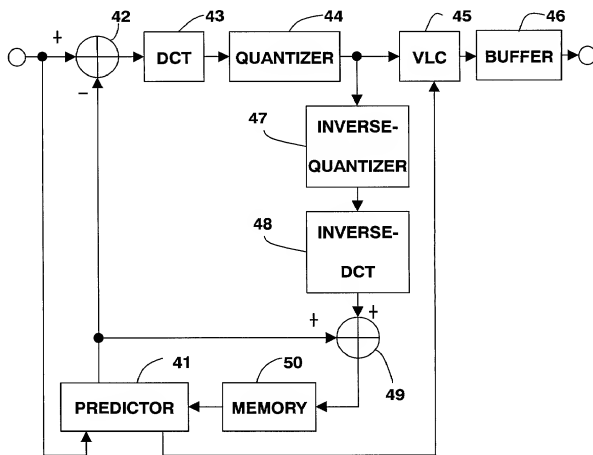 42
43
44
45
46
+
−
DCT
QUANTIZER
VLC
BUFFER
47
INVERSE-
QUANTIZER
48
INVERSE-
DCT
+
+
49
41
50
PREDICTOR
MEMORY